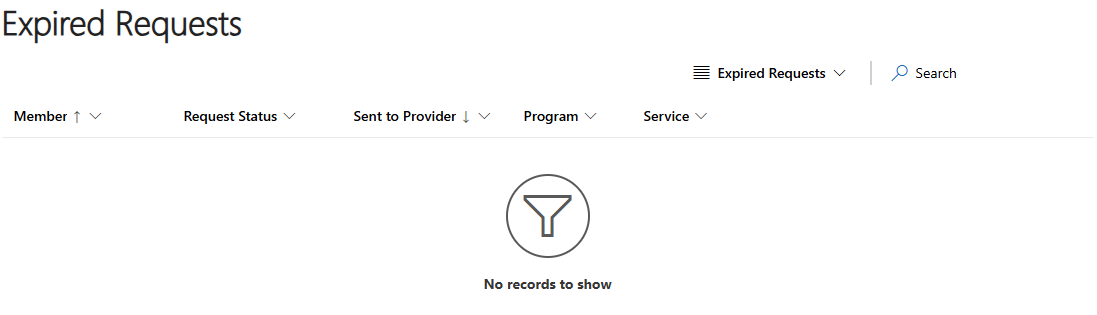 Expired Requests
Expired Requests Search
Member ↑ Request Status Sent to Provider ↓ Program Service
No records to show